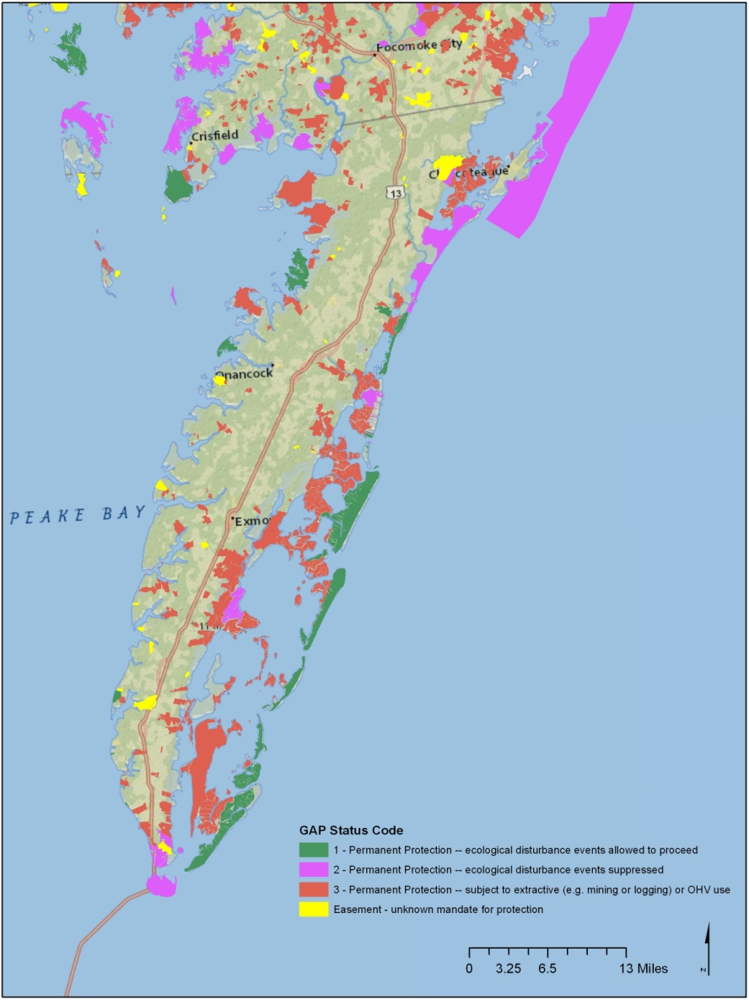 Pocomoke City
Crisfield
13
Onancock
PEAKE BAY
GAP Status Code
1 - Permanent Protection -- ecological disturbance events allowed to proceed
2 - Permanent Protection -- ecological disturbance events suppressed
3 - Permanent Protection -- subject to extractive (e.g. mining or logging) or OHV use
Easement - unknown mandate for protection
0 3.25 6.5 13 Miles
N